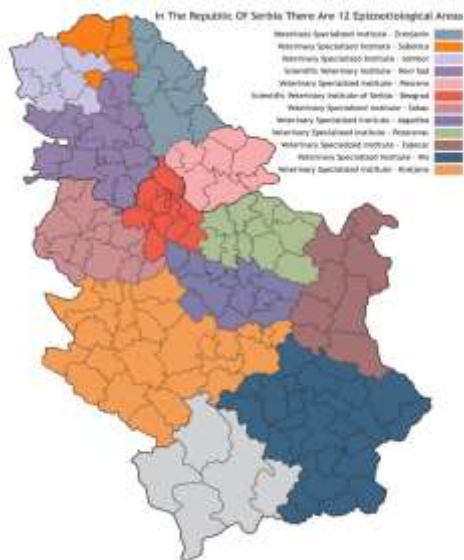 In The Republic Of Serbia There Are 12 Epizootiological Areas
Veterinary Specialized Institute - Zrenjanin
Veterinary Specialized Institute - Subotica
Veterinary Specialized Institute - Sombor
Scientific Veterinary Institute - Novi Sad
Veterinary Specialized Institute - Pancevo
Scientific Veterinary Institute of Serbia - Beograd
Veterinary Specialized Institute - Sabac
Veterinary Specialized Institute - Jagodina
Veterinary Specialized Institute - Pozarevac
Veterinary Specialized Institute - Zajecar
Veterinary Specialized Institute - Nis
Veterinary Specialized Institute - Kraljevo